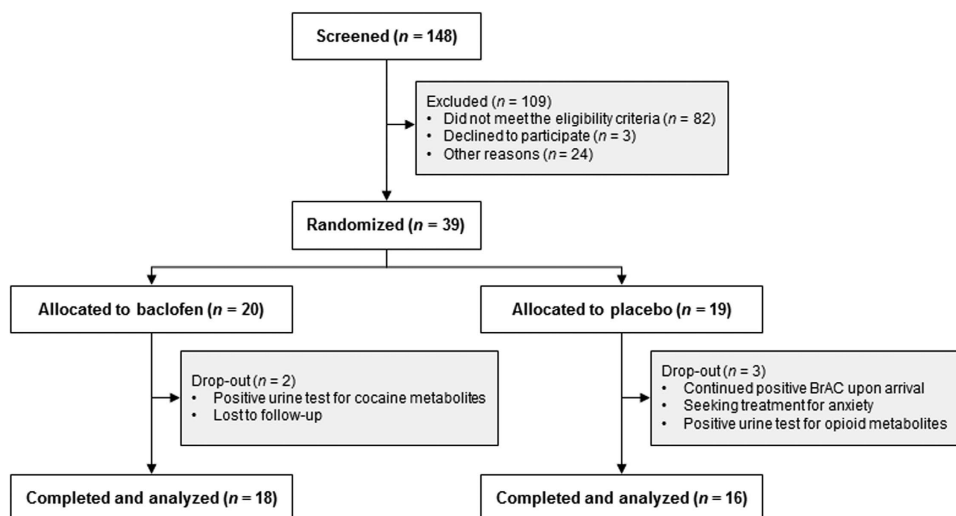 Screened (n = 148)
Excluded (n = 109)
• Did not meet the eligibility criteria (n = 82)
• Declined to participate (n = 3)
• Other reasons (n = 24)
Randomized (n = 39)
Allocated to baclofen (n = 20)
Allocated to placebo (n = 19)
Drop-out (n = 2)
• Positive urine test for cocaine metabolites
• Lost to follow-up
Drop-out (n = 3)
• Continued positive BrAC upon arrival
• Seeking treatment for anxiety
• Positive urine test for opioid metabolites
Completed and analyzed (n = 18)
Completed and analyzed (n = 16)